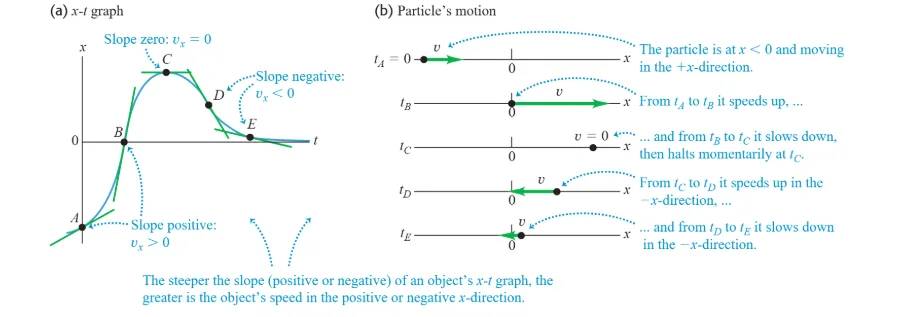 (a) x-t graph
Slope zero: υx = 0
x
C
Slope negative:
υx < 0
D
E
B
0
t
A
Slope positive:
υx > 0
The steeper the slope (positive or negative) of an object's x-t graph, the
greater is the object's speed in the positive or negative x-direction.
(b) Particle's motion
tA = 0
υ
x
0
The particle is at x < 0 and moving
in the +x-direction.
tB
υ
x
0
From tA to tB it speeds up, ...
tC
υ = 0
x
0
... and from tB to tC it slows down,
then halts momentarily at tC.
tD
υ
x
0
From tC to tD it speeds up in the
−x-direction, ...
tE
υ
x
0
... and from tD to tE it slows down
in the −x-direction.